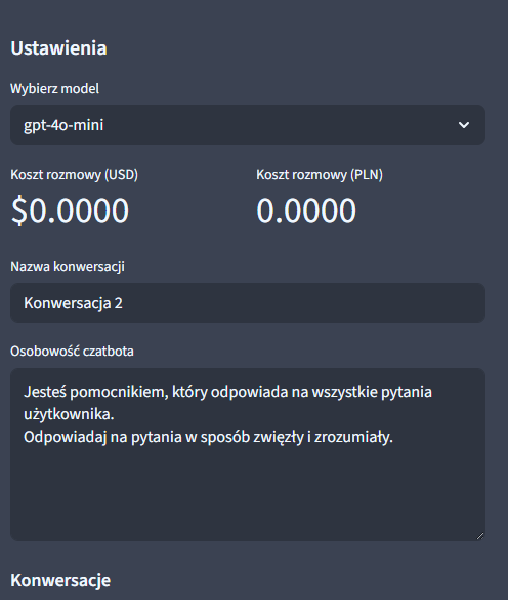 Ustawienia
Wybierz model
gpt-4o-mini
Koszt rozmowy (USD) Koszt rozmowy (PLN)
$0.0000 0.0000
Nazwa konwersacji
Konwersacja 2
Osobowość czatbota
Jesteś pomocnikiem, który odpowiada na wszystkie pytania
użytkownika.
Odpowiadaj na pytania w sposób zwięzły i zrozumiały.
Konwersacje